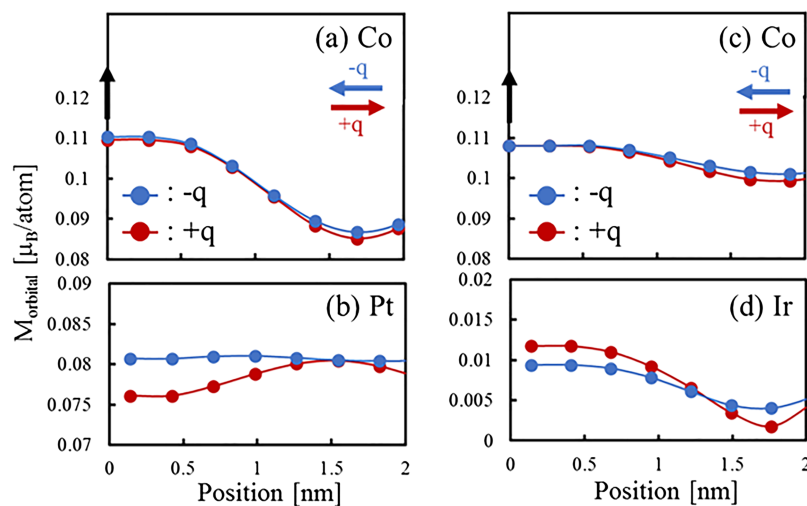 (a) Co
-q
+q
0.12
0.11
0.1
0.09
0.08
: -q
: +q
(c) Co
-q
+q
0.12
0.11
0.1
0.09
0.08
: -q
: +q
M_orbital [μ_B/atom]
(b) Pt
0.09
0.085
0.08
0.075
0.07
0 0.5 1 1.5 2
Position [nm]
(d) Ir
0.02
0.015
0.01
0.005
0
0 0.5 1 1.5 2
Position [nm]